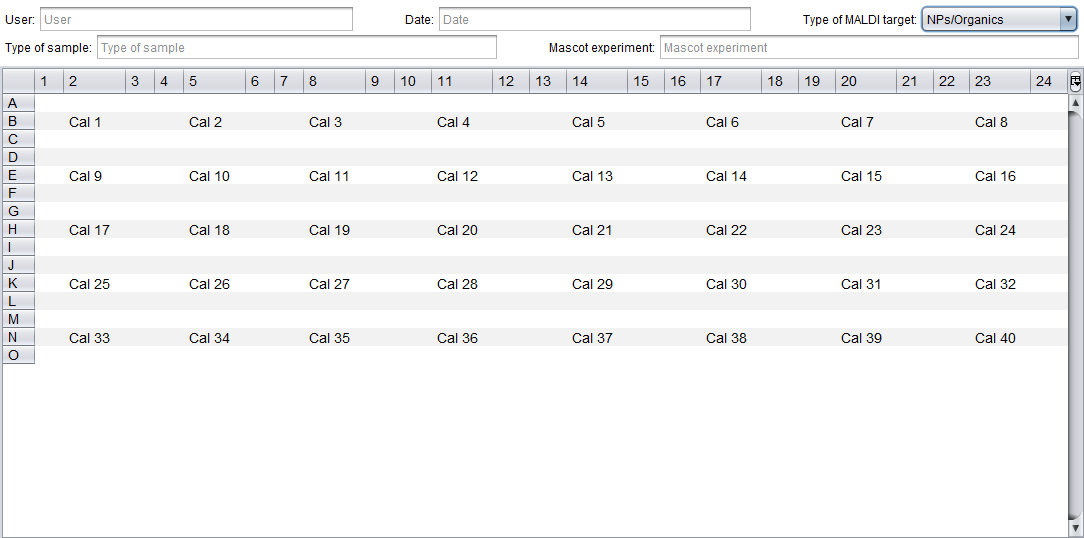 User: User Date: Date Type of MALDI target: NPs/Organics
Type of sample: Type of sample Mascot experiment: Mascot experiment
1 2 3 4 5 6 7 8 9 10 11 12 13 14 15 16 17 18 19 20 21 22 23 24
A
B Cal 1 Cal 2 Cal 3 Cal 4 Cal 5 Cal 6 Cal 7 Cal 8
C
D
E Cal 9 Cal 10 Cal 11 Cal 12 Cal 13 Cal 14 Cal 15 Cal 16
F
G
H Cal 17 Cal 18 Cal 19 Cal 20 Cal 21 Cal 22 Cal 23 Cal 24
I
J
K Cal 25 Cal 26 Cal 27 Cal 28 Cal 29 Cal 30 Cal 31 Cal 32
L
M
N Cal 33 Cal 34 Cal 35 Cal 36 Cal 37 Cal 38 Cal 39 Cal 40
O